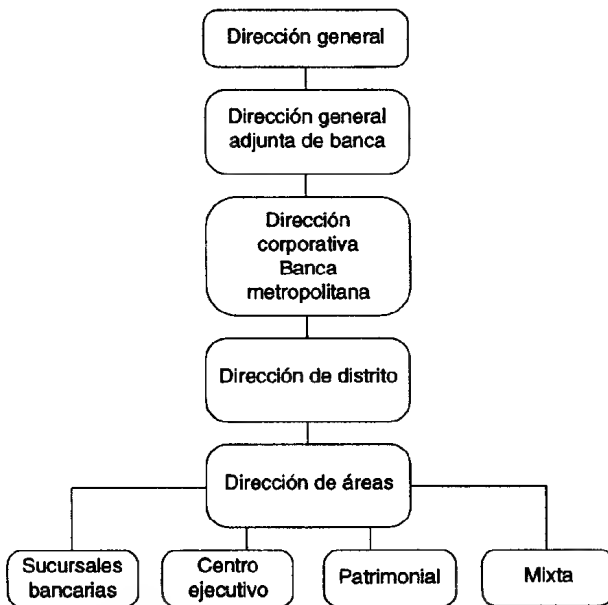 Dirección general
Dirección general
adjunta de banca
Dirección
corporativa
Banca
metropolitana
Dirección de distrito
Dirección de áreas
Sucursales
bancarias
Centro
ejecutivo
Patrimonial
Mixta